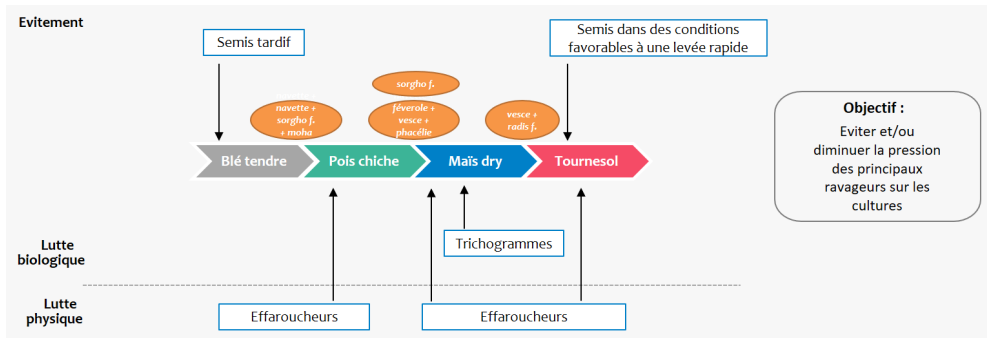 Evitement
Semis tardif
Semis dans des conditions
favorables à une levée rapide
sorgho f.
navette +
sorgho f.
+ moha
féverole +
vesce +
phacélie
vesce +
radis f.
Blé tendre
Pois chiche
Maïs dry
Tournesol
Objectif :
Eviter et/ou
diminuer la pression
des principaux
ravageurs sur les
cultures
Lutte
biologique
Trichogrammes
Lutte
physique
Effaroucheurs
Effaroucheurs